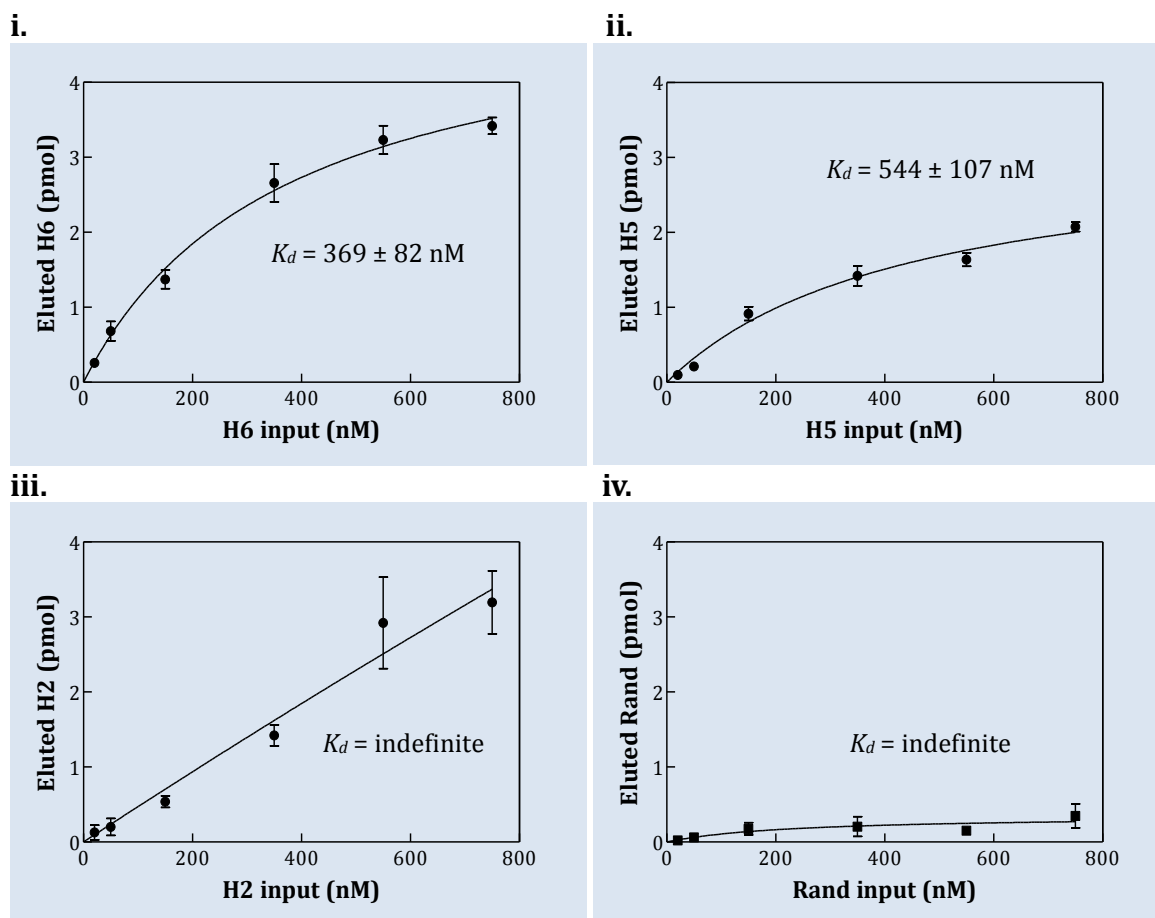 i.
Eluted H6 (pmol)
4
3
2
1
0
K_d = 369 ± 82 nM
0 200 400 600 800
H6 input (nM)
ii.
Eluted H5 (pmol)
4
3
2
1
0
K_d = 544 ± 107 nM
0 200 400 600 800
H5 input (nM)
iii.
Eluted H2 (pmol)
4
3
2
1
0
K_d = indefinite
0 200 400 600 800
H2 input (nM)
iv.
Eluted Rand (pmol)
4
3
2
1
0
K_d = indefinite
0 200 400 600 800
Rand input (nM)